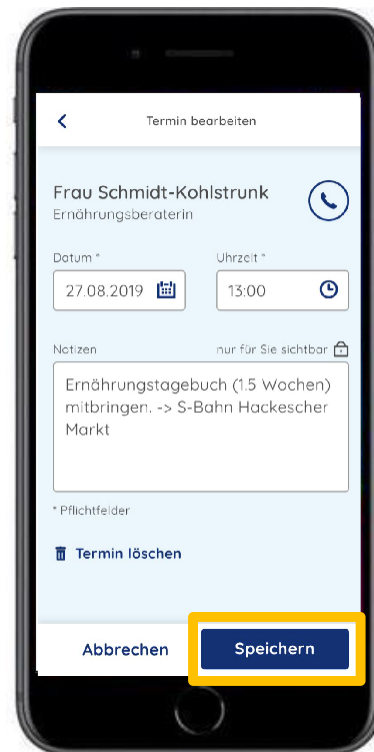 Termin bearbeiten
Frau Schmidt-Kohlstrunk
Ernährungsberaterin
Datum * Uhrzeit *
27.08.2019 13:00
Notizen nur für Sie sichtbar
Ernährungstagebuch (1.5 Wochen)
mitbringen. -> S-Bahn Hackescher
Markt
* Pflichtfelder
Termin löschen
Abbrechen Speichern